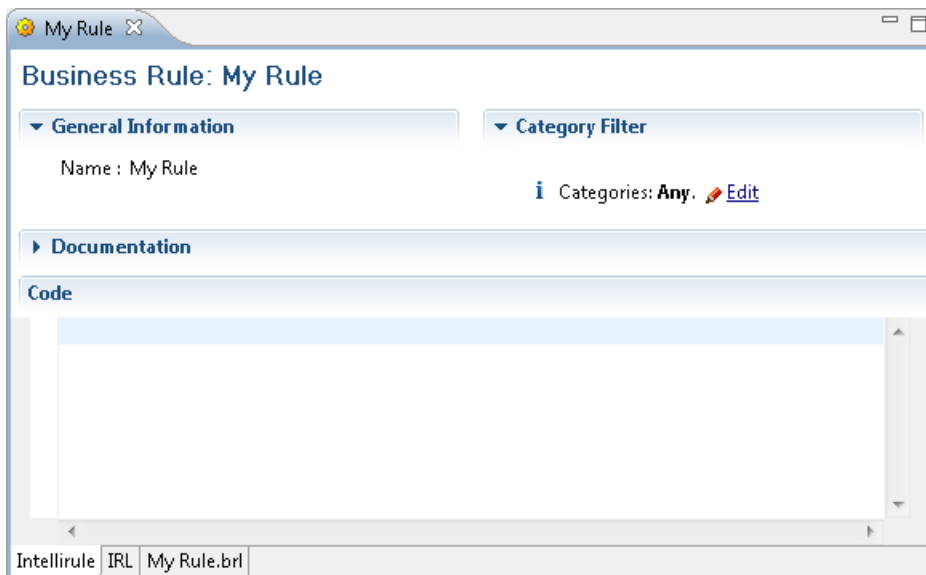 My Rule
Business Rule: My Rule
General Information
Category Filter
Name : My Rule
i Categories: Any. Edit
Documentation
Code
Intellirule IRL My Rule.brl